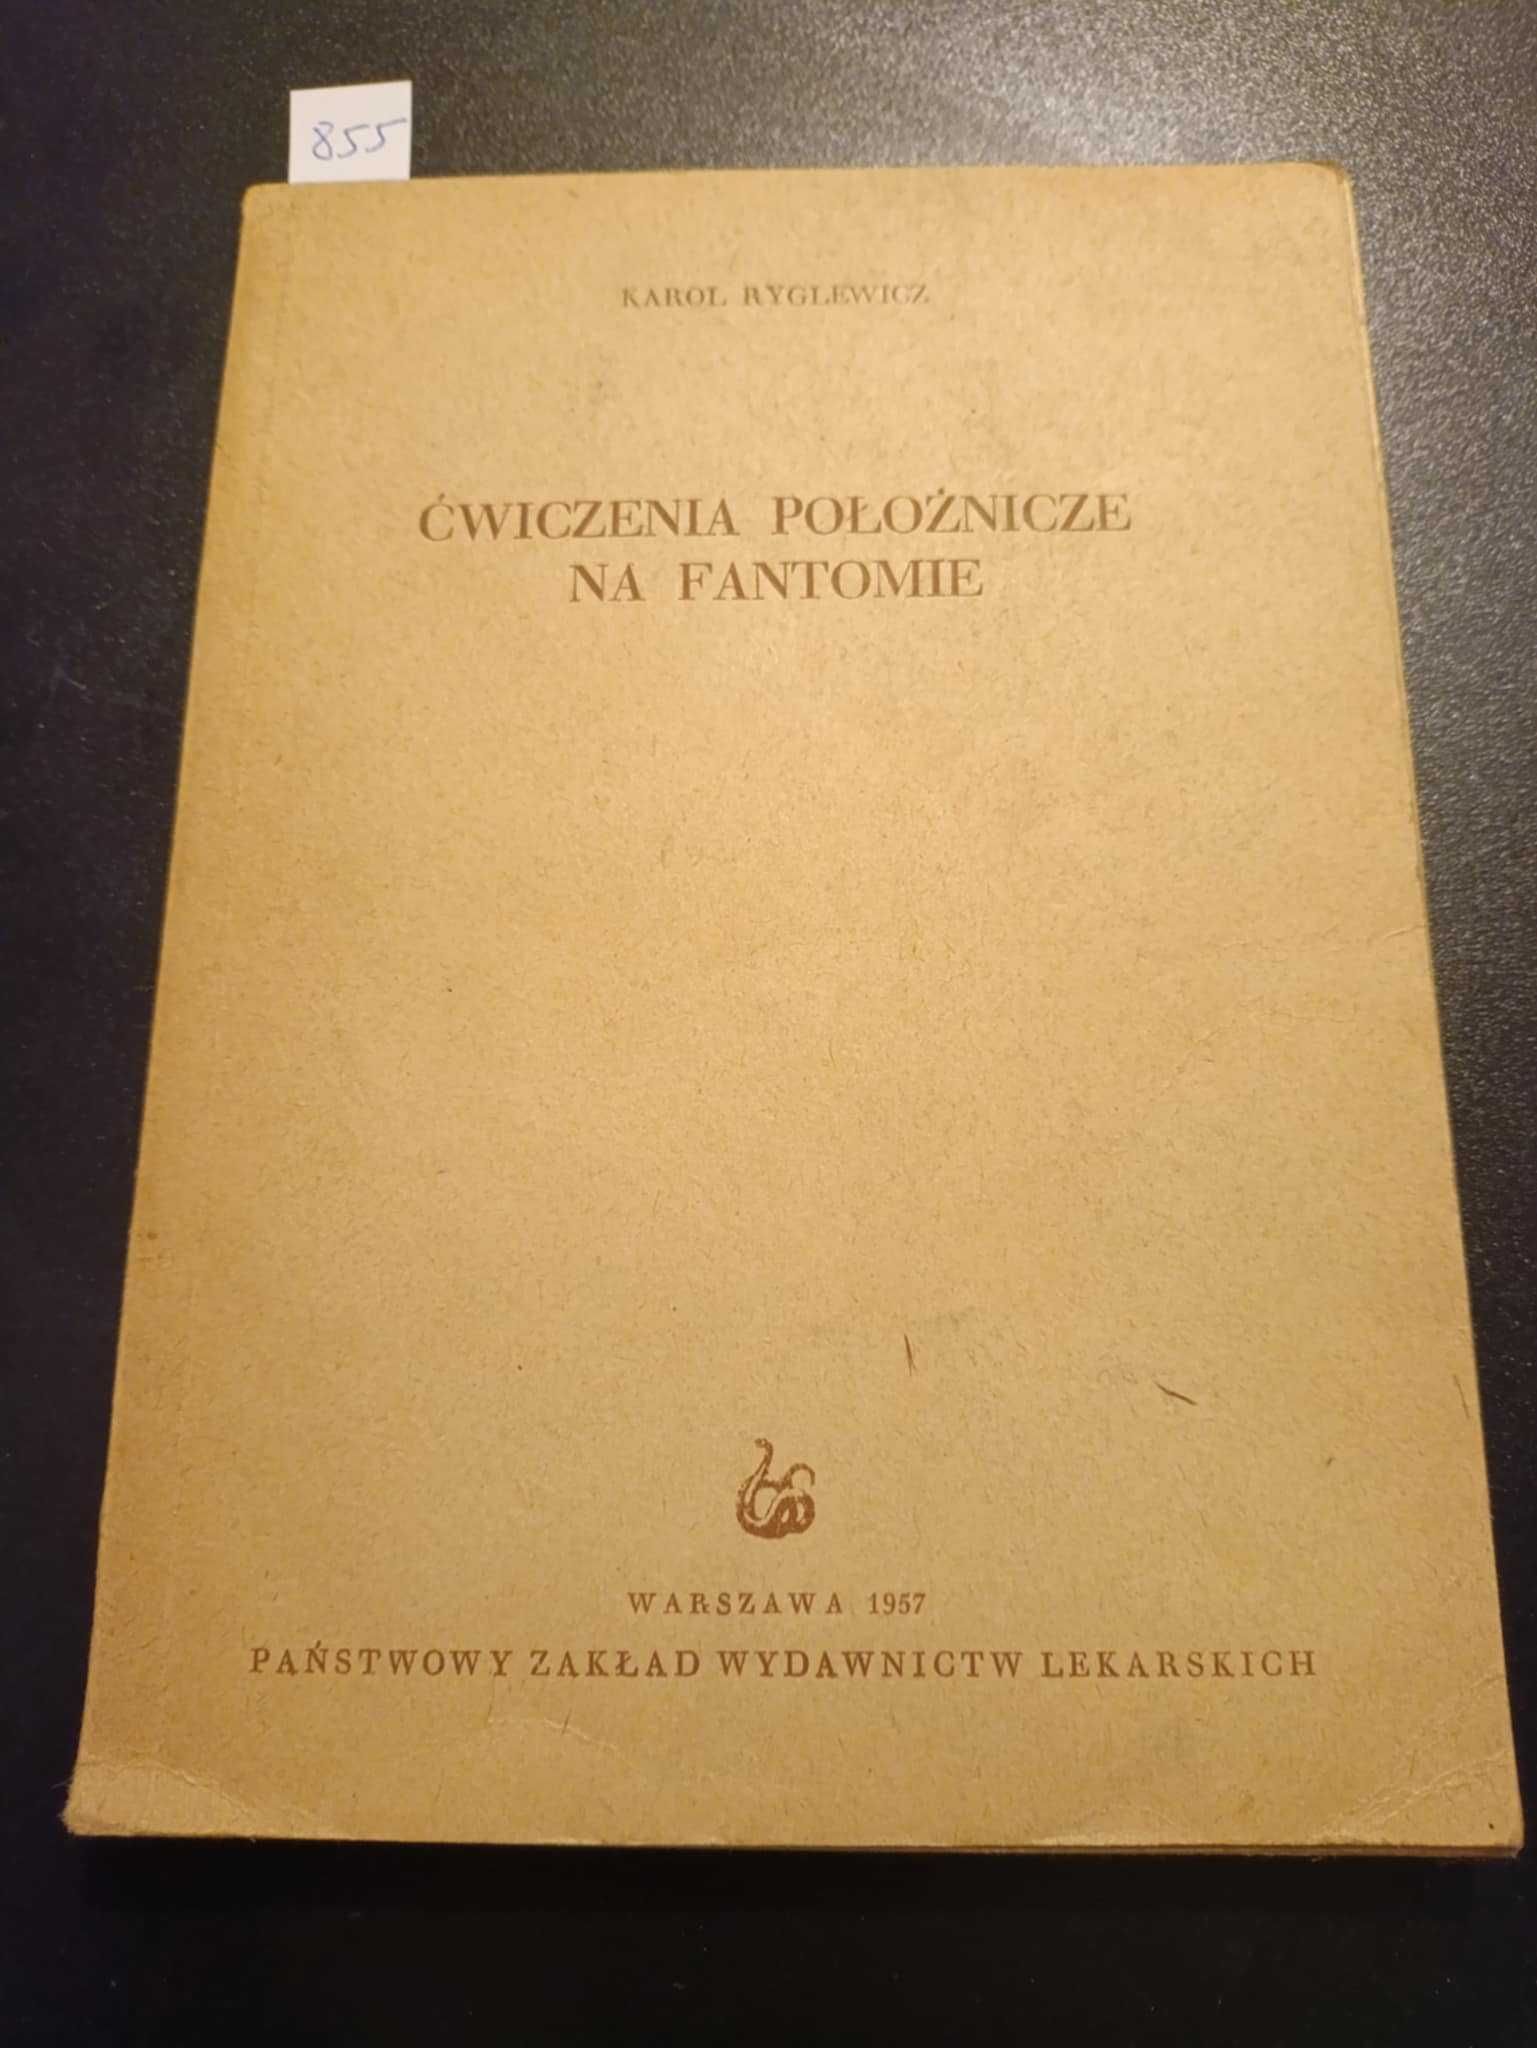 855
KAROL RYGLEWICZ
ĆWICZENIA POŁOŻNICZE
NA FANTOMIE
WARSZAWA 1957
PAŃSTWOWY ZAKŁAD WYDAWNICTW LEKARSKICH